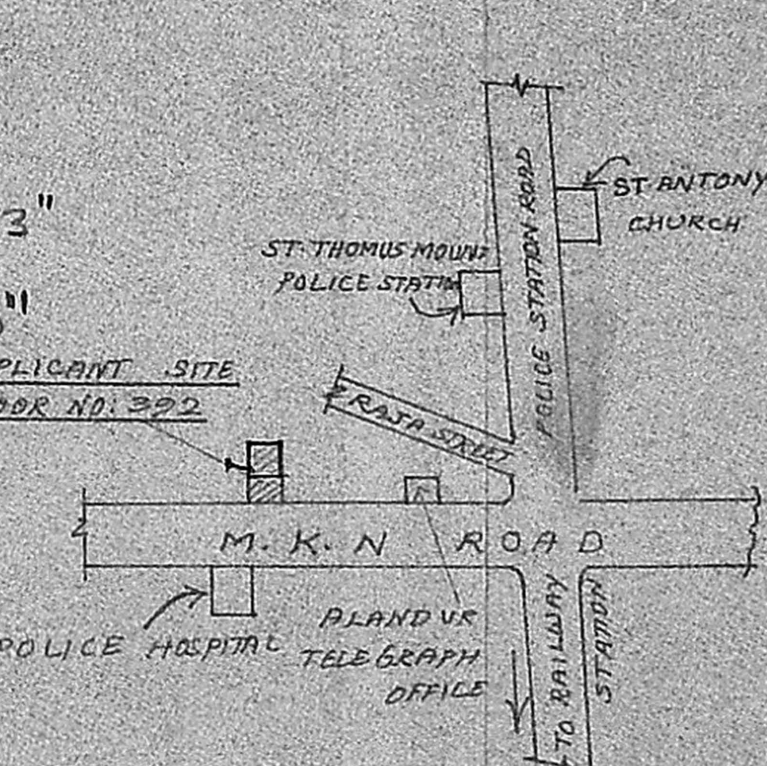 3"
"
ST. ANTONY
CHURCH
ST. THOMUS MOUNT
POLICE STATION
POLICE STATION ROAD
PLICANT SITE
OOR NO: 392
RAJA STREET
M. K. N ROAD
POLICE HOSPITAL
ALANDUR
TELEGRAPH
OFFICE
TO RAILWAY
STATION